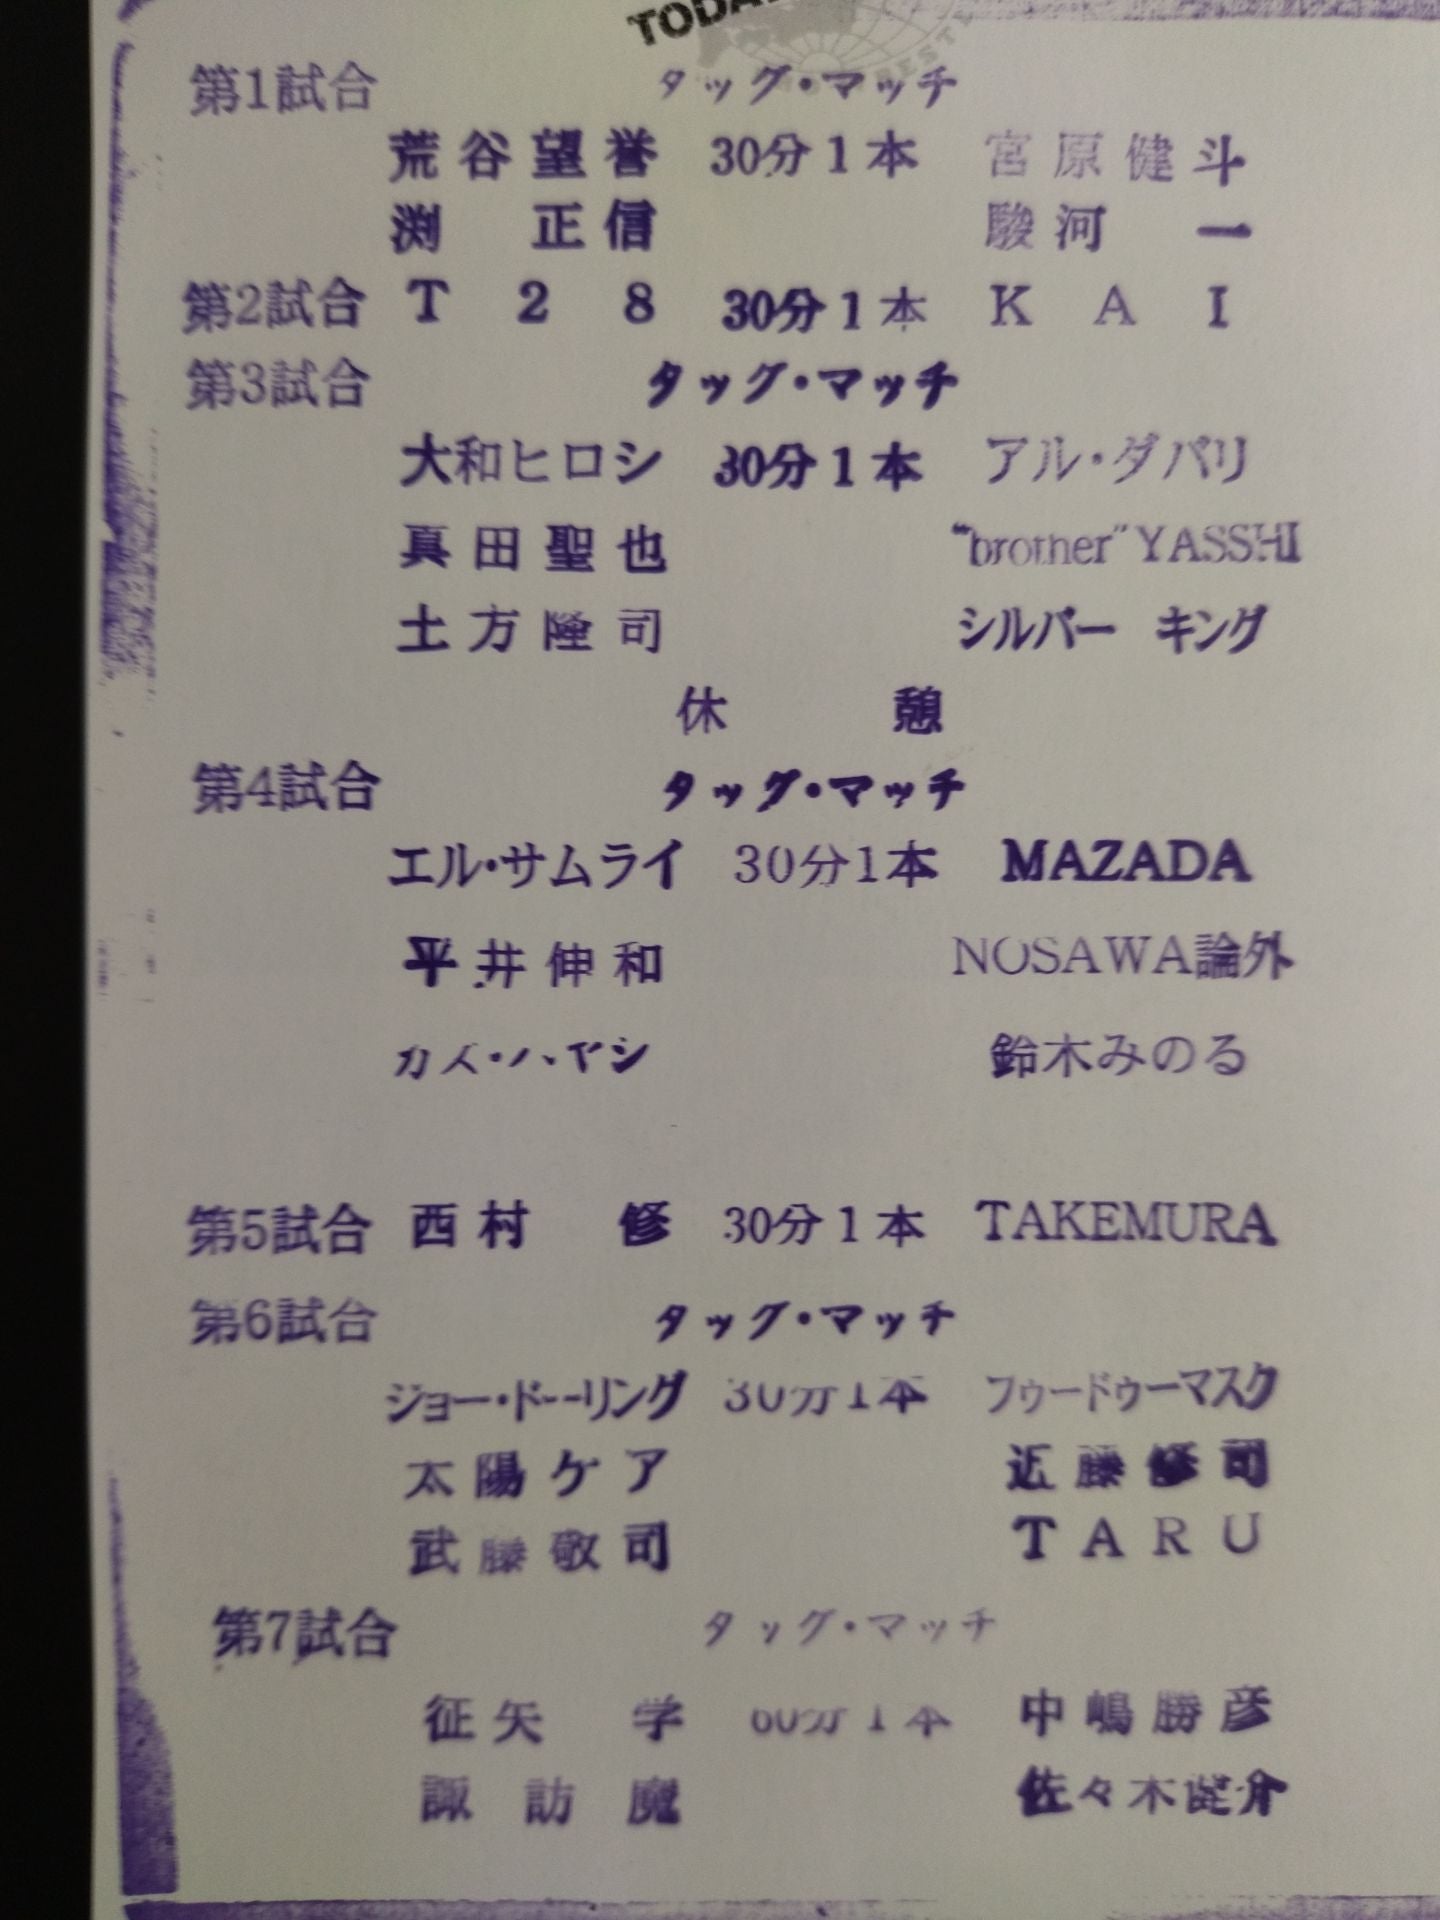 TODA
第1試合 タッグ・マッチ
荒谷望誉 30分1本 宮原健斗
渕 正信 駿河 一
第2試合 T28 30分1本 KAI
第3試合 タッグ・マッチ
大和ヒロシ 30分1本 アル・ダバリ
真田聖也 "brother"YASSHI
土方隆司 シルバー キング
休憩
第4試合 タッグ・マッチ
エル・サムライ 30分1本 MAZADA
平井伸和 NOSAWA論外
カズ・ハヤシ 鈴木みのる
第5試合 西村 修 30分1本 TAKEMURA
第6試合 タッグ・マッチ
ジョー・ドーリング 30分1本 ブゥードゥーマスク
太陽ケア 近藤修司
武藤敬司 TARU
第7試合 タッグ・マッチ
征矢 学 60分1本 中嶋勝彦
諏訪魔 佐々木健介